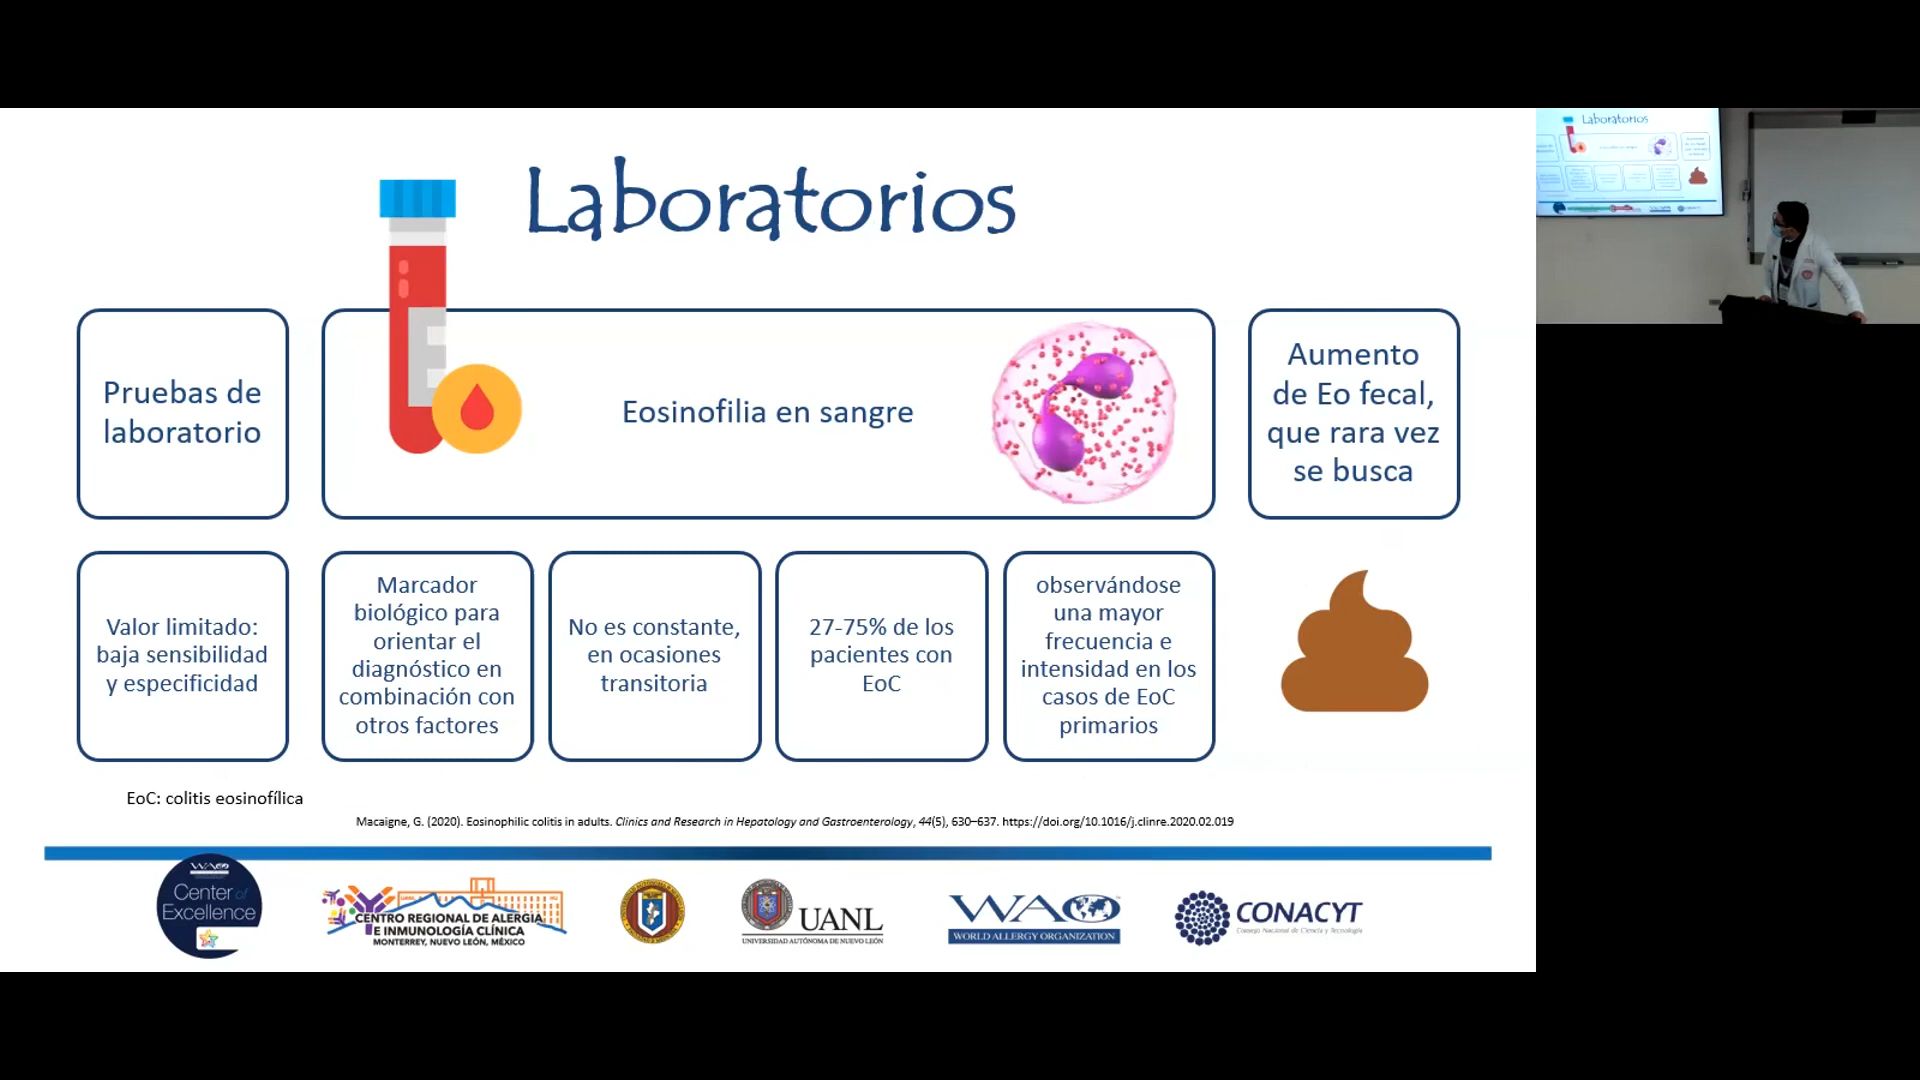 Laboratorios
Pruebas de
laboratorio
Eosinofilia en sangre
Aumento
de Eo fecal,
que rara vez
se busca
Valor limitado:
baja sensibilidad
y especificidad
Marcador
biológico para
orientar el
diagnóstico en
combinación con
otros factores
No es constante,
en ocasiones
transitoria
27-75% de los
pacientes con
EoC
observándose
una mayor
frecuencia e
intensidad en los
casos de EoC
primarios
EoC: colitis eosinofílica
Macaigne, G. (2020). Eosinophilic colitis in adults. Clinics and Research in Hepatology and Gastroenterology, 44(5), 630–637. https://doi.org/10.1016/j.clinre.2020.02.019
WAO
Center of
Excellence
CENTRO REGIONAL DE ALERGIA
E INMUNOLOGÍA CLÍNICA
MONTERREY, NUEVO LEÓN, MÉXICO
UANL
UNIVERSIDAD AUTÓNOMA DE NUEVO LEÓN
WAO
WORLD ALLERGY ORGANIZATION
CONACYT
Consejo Nacional de Ciencia y Tecnología
Laboratorios